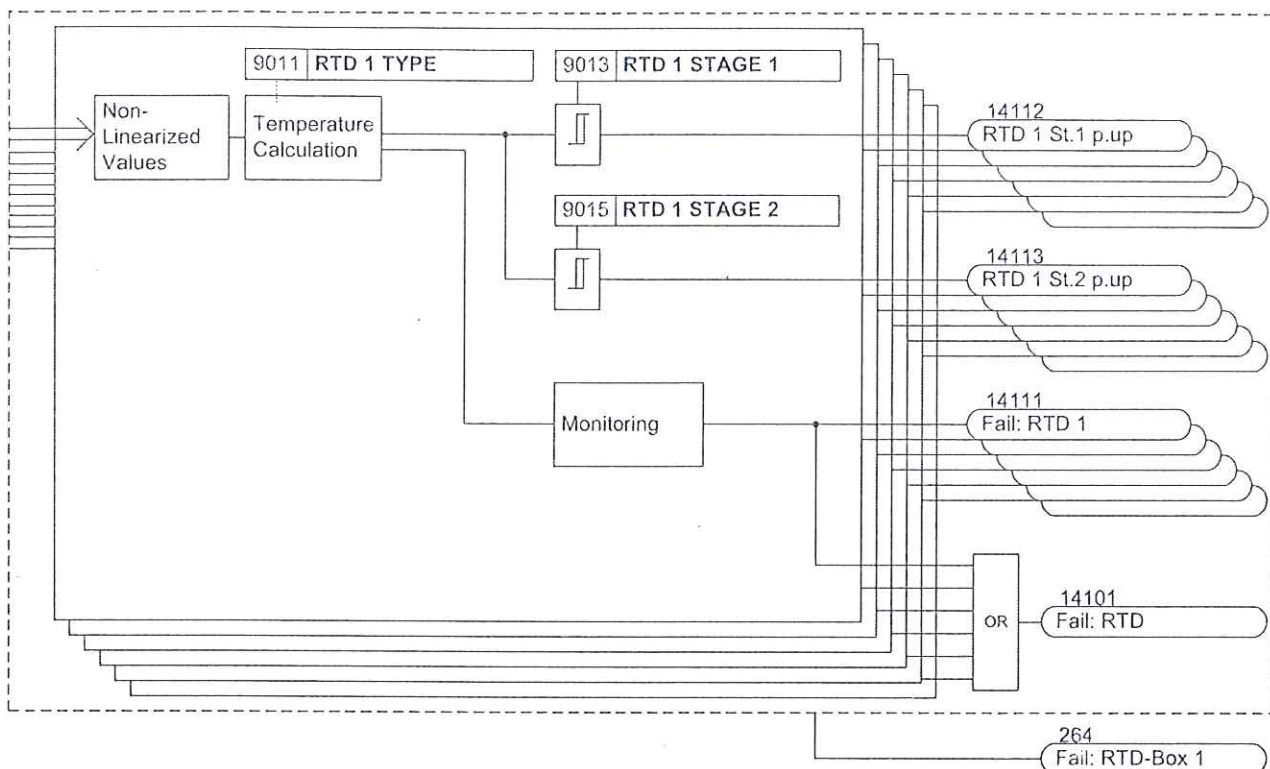 9011 RTD 1 TYPE
9013 RTD 1 STAGE 1
Non-
Linearized
Values
Temperature
Calculation
14112
RTD 1 St.1 p.up
9015 RTD 1 STAGE 2
14113
RTD 1 St.2 p.up
Monitoring
14111
Fail: RTD 1
OR
14101
Fail: RTD
264
Fail: RTD-Box 1